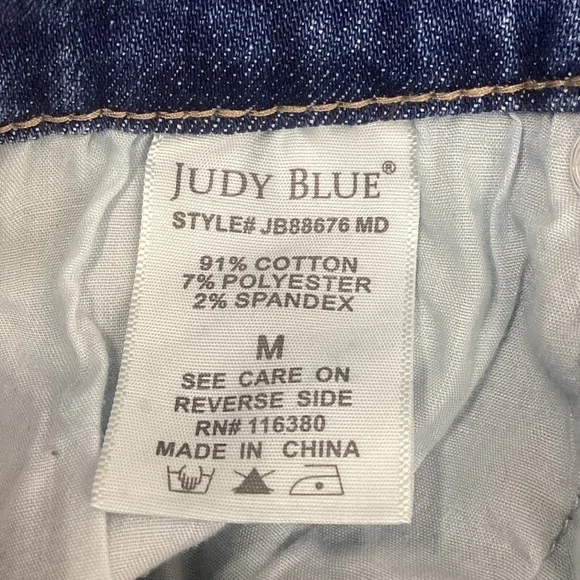 JUDY BLUE®
STYLE# JB88676 MD
91% COTTON
7% POLYESTER
2% SPANDEX
M
SEE CARE ON
REVERSE SIDE
RN# 116380
MADE IN CHINA